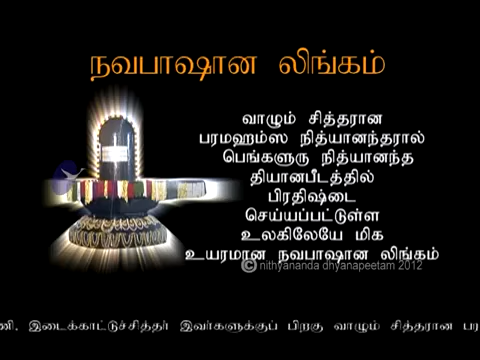 நவபாஷான லிங்கம்
வாழும் சித்தரான
பரமஹம்ஸ நித்யானந்தரால்
பெங்களுரு நித்யானந்த
தியானபீடத்தில்
பிரதிஷ்டை
செய்யப்பட்டுள்ள
உலகிலேயே மிக
உயரமான நவபாஷான லிங்கம்
© nithyananda dhyanapeetam 2012
ணி, இடைக்காட்டுச்சித்தர் இவர்களுக்குப் பிறகு வாழும் சித்தரான பர